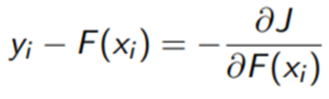 yᵢ − F(xᵢ) = − ∂J / ∂F(xᵢ)